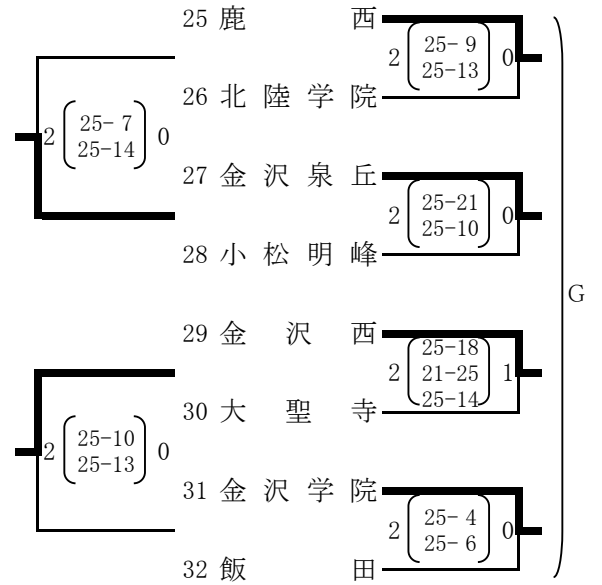 25 鹿西
2 25- 9 0
25-13
26 北陸学院
2 25- 7 0
25-14
27 金沢泉丘
2 25-21 0
25-10
28 小松明峰
G
29 金沢西
25-18
2 21-25 1
25-14
30 大聖寺
2 25-10 0
25-13
31 金沢学院
2 25- 4 0
25- 6
32 飯田